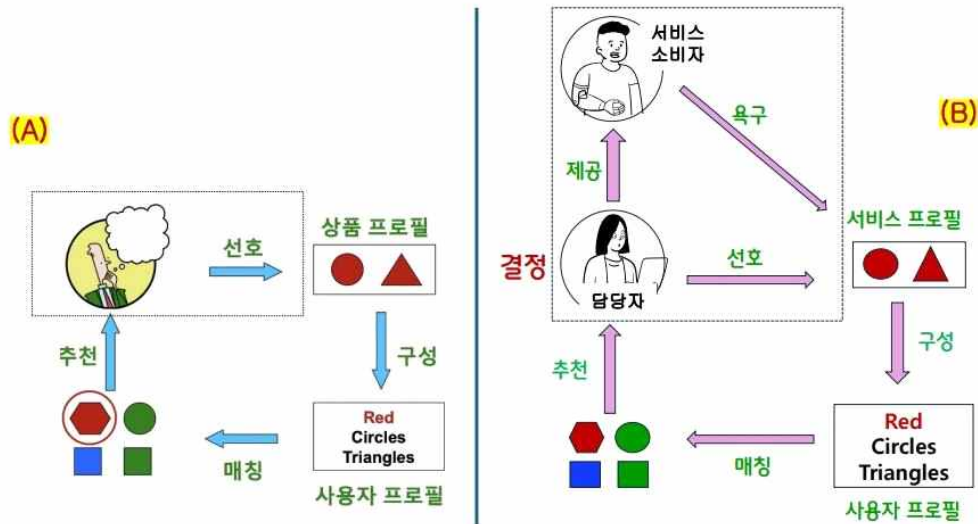 (A)
선호
상품 프로필
구성
Red
Circles
Triangles
사용자 프로필
매칭
추천
(B)
서비스
소비자
욕구
제공
결정
담당자
선호
서비스 프로필
구성
Red
Circles
Triangles
사용자 프로필
매칭
추천